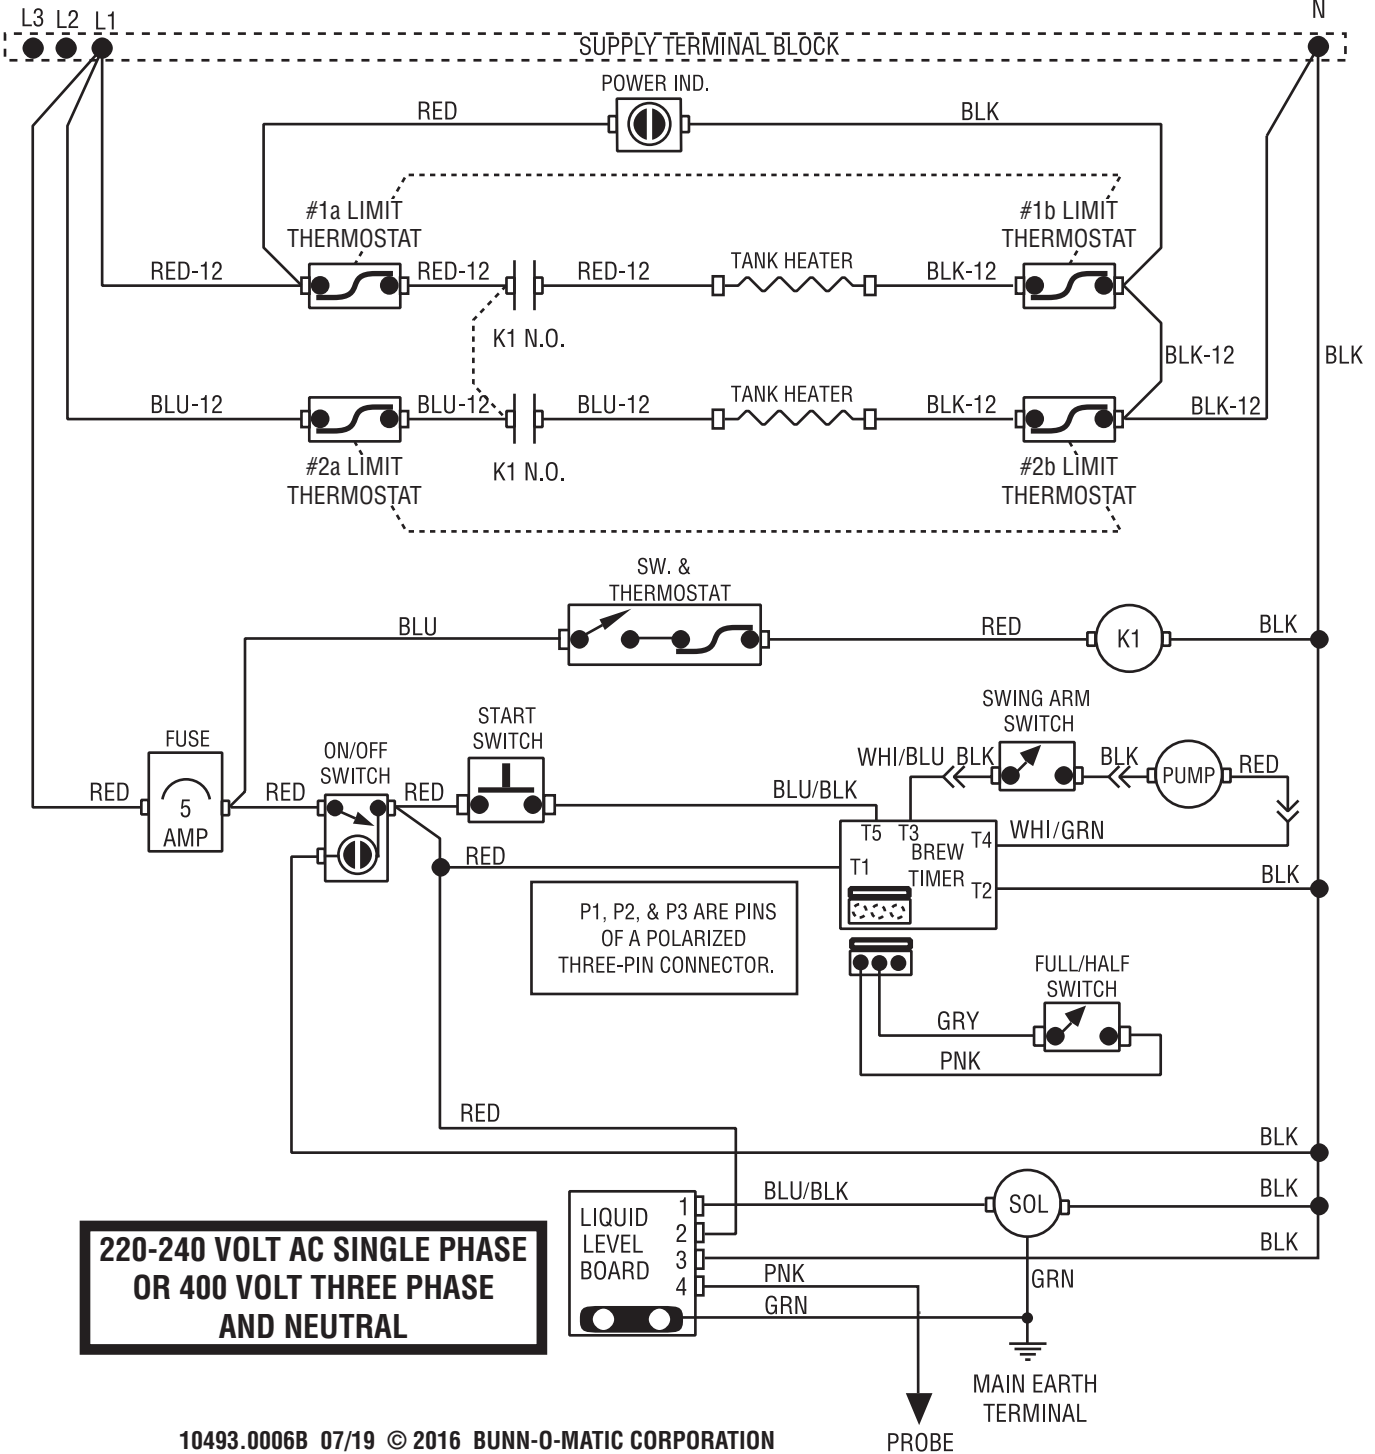 L3 L2 L1 N
SUPPLY TERMINAL BLOCK
POWER IND.
RED BLK
#1a LIMIT
THERMOSTAT
#1b LIMIT
THERMOSTAT
RED-12 RED-12 RED-12 TANK HEATER BLK-12
K1 N.O.
BLK-12 BLK
BLU-12 BLU-12 BLU-12 TANK HEATER BLK-12 BLK-12
K1 N.O.
#2a LIMIT
THERMOSTAT
#2b LIMIT
THERMOSTAT
SW. &
THERMOSTAT
BLU RED K1 BLK
FUSE
5
AMP
ON/OFF
SWITCH
START
SWITCH
SWING ARM
SWITCH
WHI/BLU BLK BLK PUMP RED
RED RED RED BLU/BLK
T5 T3 T4 WHI/GRN
BREW
TIMER
RED T1 T2 BLK
P1, P2, & P3 ARE PINS
OF A POLARIZED
THREE-PIN CONNECTOR.
FULL/HALF
SWITCH
GRY
PNK
RED
BLK
LIQUID
LEVEL
BOARD
1 BLU/BLK SOL BLK
2
3 BLK
4 PNK
GRN GRN
220-240 VOLT AC SINGLE PHASE
OR 400 VOLT THREE PHASE
AND NEUTRAL
MAIN EARTH
TERMINAL
PROBE
10493.0006B 07/19 © 2016 BUNN-O-MATIC CORPORATION